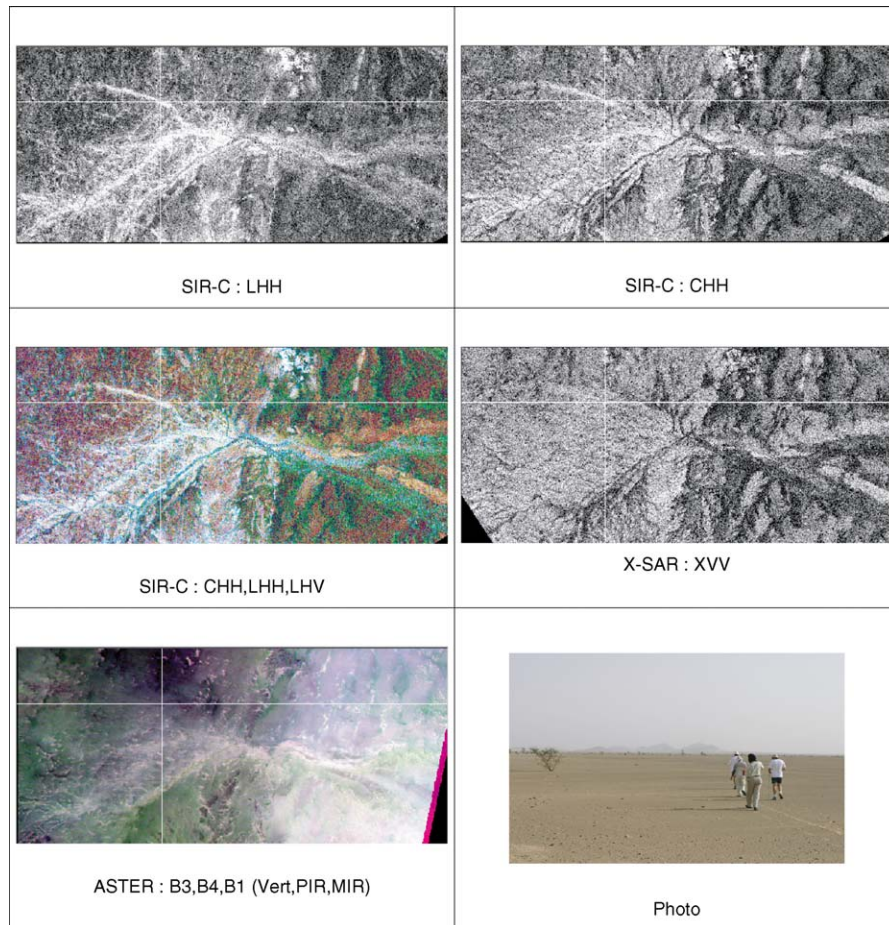 SIR-C : LHH
SIR-C : CHH
SIR-C : CHH,LHH,LHV
X-SAR : XVV
ASTER : B3,B4,B1 (Vert,PIR,MIR)
Photo